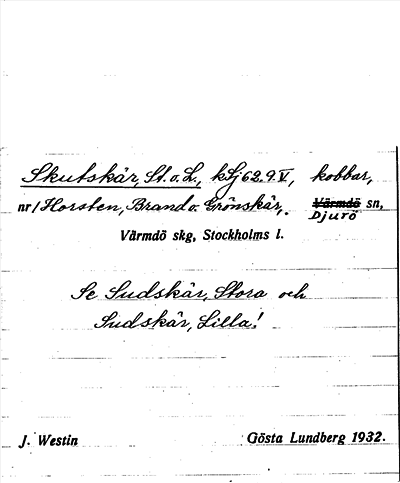 Skutskär, St. o. L., kSj 62.9.V, kobbar,
nr/Horsten, Brand o. Grönskär, Värmdö sn,
Djurö
Värmdö skg, Stockholms l.
Se Sudskär, Stora och
Sudskär, Lilla!
J. Westin Gösta Lundberg 1932.